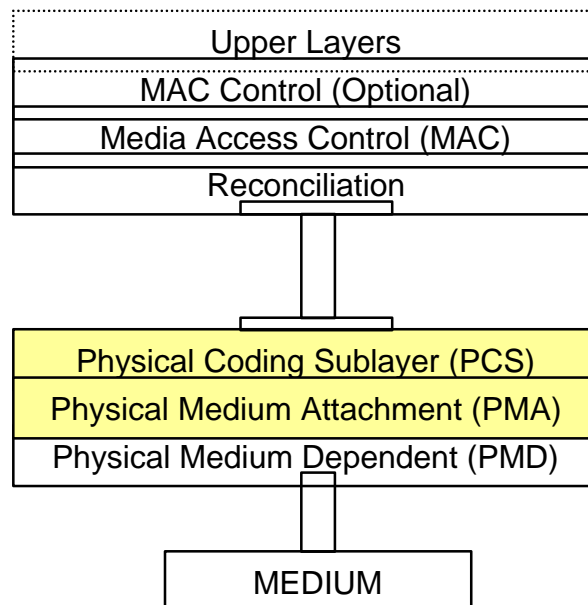 Upper Layers
MAC Control (Optional)
Media Access Control (MAC)
Reconciliation
Physical Coding Sublayer (PCS)
Physical Medium Attachment (PMA)
Physical Medium Dependent (PMD)
MEDIUM